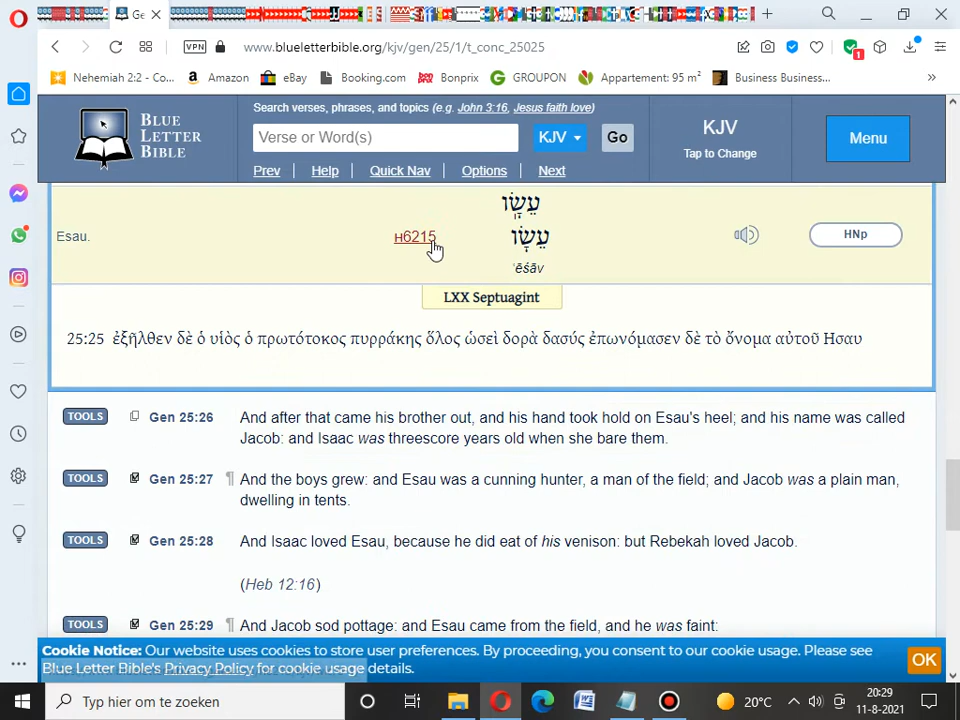 Ge
www.blueletterbible.org/kjv/gen/25/1/t_conc_25025
VPN
1
Nehemiah 2:2 - Co...
Amazon
eBay
Booking.com
Bonprix
GROUPON
Appartement: 95 m²
Business Business...
»
BLUE
LETTER
BIBLE
Search verses, phrases, and topics (e.g. John 3:16, Jesus faith love)
Verse or Word(s)
KJV
Go
Prev | Help | Quick Nav | Options | Next
KJV
Tap to Change
Menu
עֵשָֽׂו
Esau.
H6215
עֵשָׂו
HNp
ʿēśāv
LXX Septuagint
25:25 ἐξῆλθεν δὲ ὁ υἱὸς ὁ πρωτότοκος πυρράκης ὅλος ὡσεὶ δορὰ δασύς ἐπωνόμασεν δὲ τὸ ὄνομα αὐτοῦ Ησαυ
TOOLS
Gen 25:26
And after that came his brother out, and his hand took hold on Esau's heel; and his name was called
Jacob: and Isaac was threescore years old when she bare them.
TOOLS
Gen 25:27
¶ And the boys grew: and Esau was a cunning hunter, a man of the field; and Jacob was a plain man,
dwelling in tents.
TOOLS
Gen 25:28
And Isaac loved Esau, because he did eat of his venison: but Rebekah loved Jacob.
(Heb 12:16)
TOOLS
Gen 25:29
¶ And Jacob sod pottage: and Esau came from the field, and he was faint:
Cookie Notice: Our website uses cookies to store user preferences. By proceeding, you consent to our cookie usage. Please see
Blue Letter Bible's Privacy Policy for cookie usage details.
OK
Typ hier om te zoeken
20°C
20:29
11-8-2021